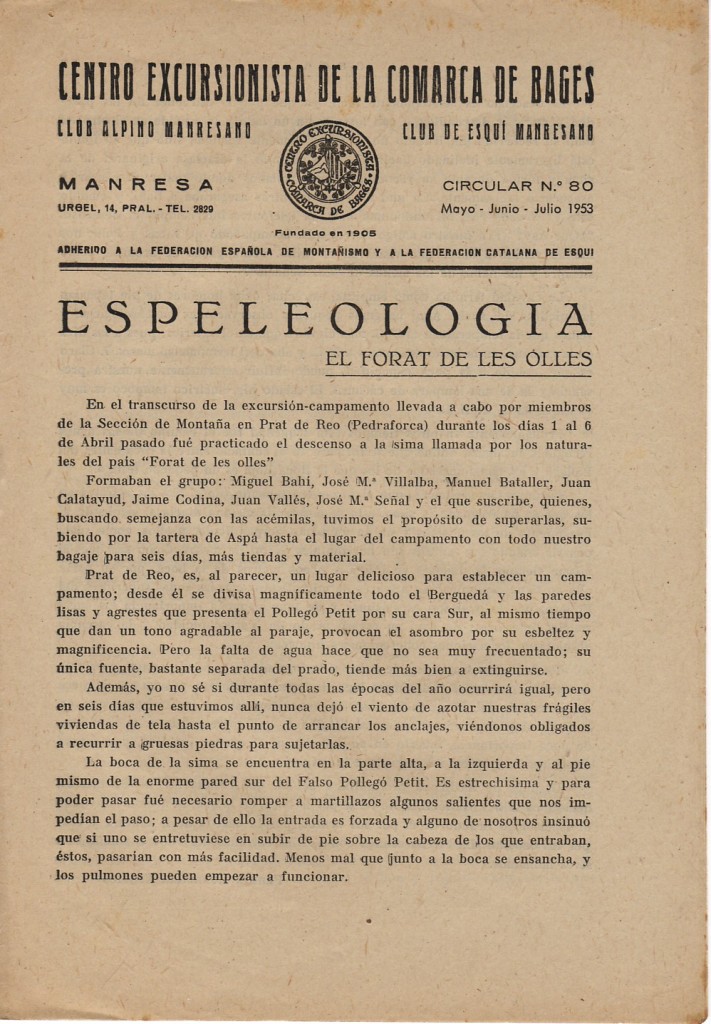 CENTRO EXCURSIONISTA DE LA COMARCA DE BAGES
CLUB ALPINO MANRESANO
CLUB DE ESQUÍ MANRESANO
CENTRO EXCURSIONISTA
COMARCA DE BAGES
MANRESA
URGEL, 14, PRAL. - TEL. 2829
CIRCULAR N.º 80
Mayo - Junio - Julio 1953
Fundado en 1905
ADHERIDO A LA FEDERACION ESPAÑOLA DE MONTAÑISMO Y A LA FEDERACION CATALANA DE ESQUI
ESPELEOLOGIA
EL FORAT DE LES ÒLLES
En el transcurso de la excursión-campamento llevada a cabo por miembros
de la Sección de Montaña en Prat de Reo (Pedraforca) durante los días 1 al 6
de Abril pasado fué practicado el descenso a la sima llamada por los natura-
les del pais “Forat de les olles”
Formaban el grupo: Miguel Bahí, José M.ª Villalba, Manuel Bataller, Juan
Calatayud, Jaime Codina, Juan Vallés, José M.ª Señal y el que suscribe, quienes,
buscando semejanza con las acémilas, tuvimos el propósito de superarlas, su-
biendo por la tartera de Aspá hasta el lugar del campamento con todo nuestro
bagaje para seis días, más tiendas y material.
Prat de Reo, es, al parecer, un lugar delicioso para establecer un cam-
pamento; desde él se divisa magníficamente todo el Berguedá y las paredes
lisas y agrestes que presenta el Pollegó Petit por su cara Sur, al mismo tiempo
que dan un tono agradable al paraje, provocan el asombro por su esbeltez y
magnificencia. Pero la falta de agua hace que no sea muy frecuentado; su
única fuente, bastante separada del prado, tiende más bien a extinguirse.
Además, yo no sé si durante todas las épocas del año ocurrirá igual, pero
en seis días que estuvimos allí, nunca dejó el viento de azotar nuestras frágiles
viviendas de tela hasta el punto de arrancar los anclajes, viéndonos obligados
a recurrir a gruesas piedras para sujetarlas.
La boca de la sima se encuentra en la parte alta, a la izquierda y al pie
mismo de la enorme pared sur del Falso Pollegó Petit. Es estrechisima y para
poder pasar fué necesario romper a martillazos algunos salientes que nos im-
pedían el paso; a pesar de ello la entrada es forzada y alguno de nosotros insinuó
que si uno se entretuviese en subir de pie sobre la cabeza de los que entraban,
éstos, pasarían con más facilidad. Menos mal que junto a la boca se ensancha, y
los pulmones pueden empezar a funcionar.